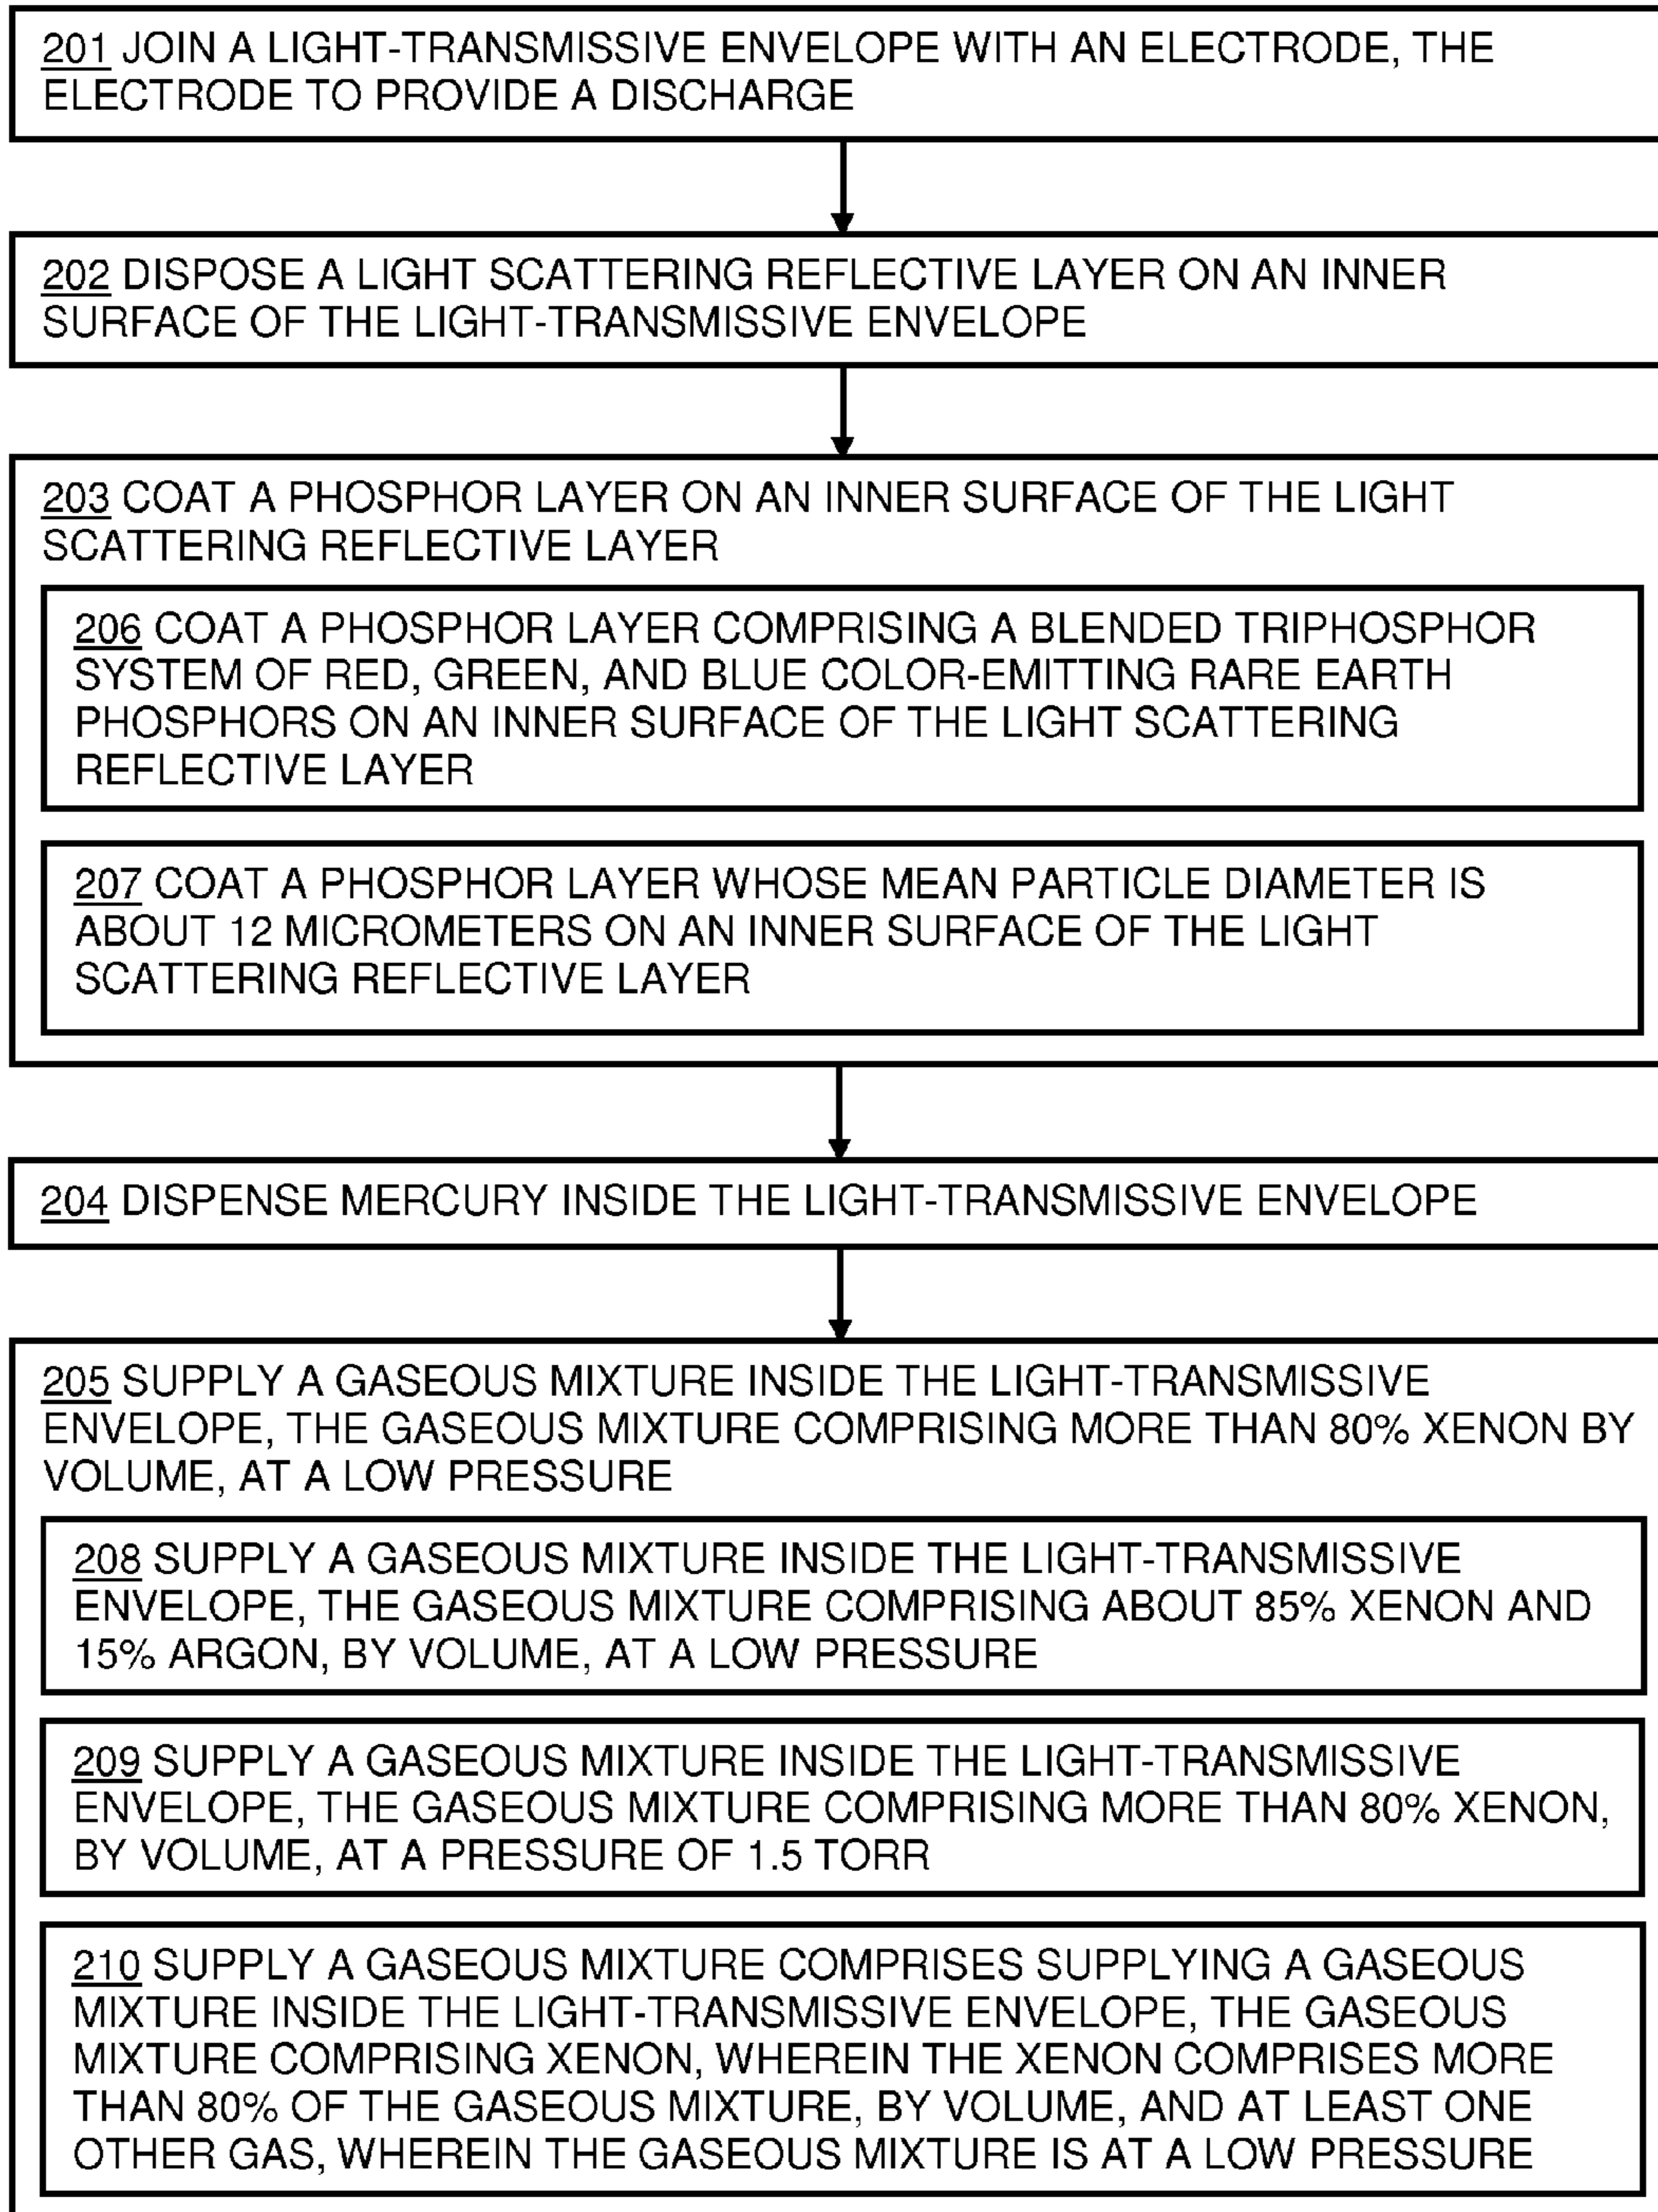 201 JOIN A LIGHT-TRANSMISSIVE ENVELOPE WITH AN ELECTRODE, THE
ELECTRODE TO PROVIDE A DISCHARGE
202 DISPOSE A LIGHT SCATTERING REFLECTIVE LAYER ON AN INNER
SURFACE OF THE LIGHT-TRANSMISSIVE ENVELOPE
203 COAT A PHOSPHOR LAYER ON AN INNER SURFACE OF THE LIGHT
SCATTERING REFLECTIVE LAYER
206 COAT A PHOSPHOR LAYER COMPRISING A BLENDED TRIPHOSPHOR
SYSTEM OF RED, GREEN, AND BLUE COLOR-EMITTING RARE EARTH
PHOSPHORS ON AN INNER SURFACE OF THE LIGHT SCATTERING
REFLECTIVE LAYER
207 COAT A PHOSPHOR LAYER WHOSE MEAN PARTICLE DIAMETER IS
ABOUT 12 MICROMETERS ON AN INNER SURFACE OF THE LIGHT
SCATTERING REFLECTIVE LAYER
204 DISPENSE MERCURY INSIDE THE LIGHT-TRANSMISSIVE ENVELOPE
205 SUPPLY A GASEOUS MIXTURE INSIDE THE LIGHT-TRANSMISSIVE
ENVELOPE, THE GASEOUS MIXTURE COMPRISING MORE THAN 80% XENON BY
VOLUME, AT A LOW PRESSURE
208 SUPPLY A GASEOUS MIXTURE INSIDE THE LIGHT-TRANSMISSIVE
ENVELOPE, THE GASEOUS MIXTURE COMPRISING ABOUT 85% XENON AND
15% ARGON, BY VOLUME, AT A LOW PRESSURE
209 SUPPLY A GASEOUS MIXTURE INSIDE THE LIGHT-TRANSMISSIVE
ENVELOPE, THE GASEOUS MIXTURE COMPRISING MORE THAN 80% XENON,
BY VOLUME, AT A PRESSURE OF 1.5 TORR
210 SUPPLY A GASEOUS MIXTURE COMPRISES SUPPLYING A GASEOUS
MIXTURE INSIDE THE LIGHT-TRANSMISSIVE ENVELOPE, THE GASEOUS
MIXTURE COMPRISING XENON, WHEREIN THE XENON COMPRISES MORE
THAN 80% OF THE GASEOUS MIXTURE, BY VOLUME, AND AT LEAST ONE
OTHER GAS, WHEREIN THE GASEOUS MIXTURE IS AT A LOW PRESSURE